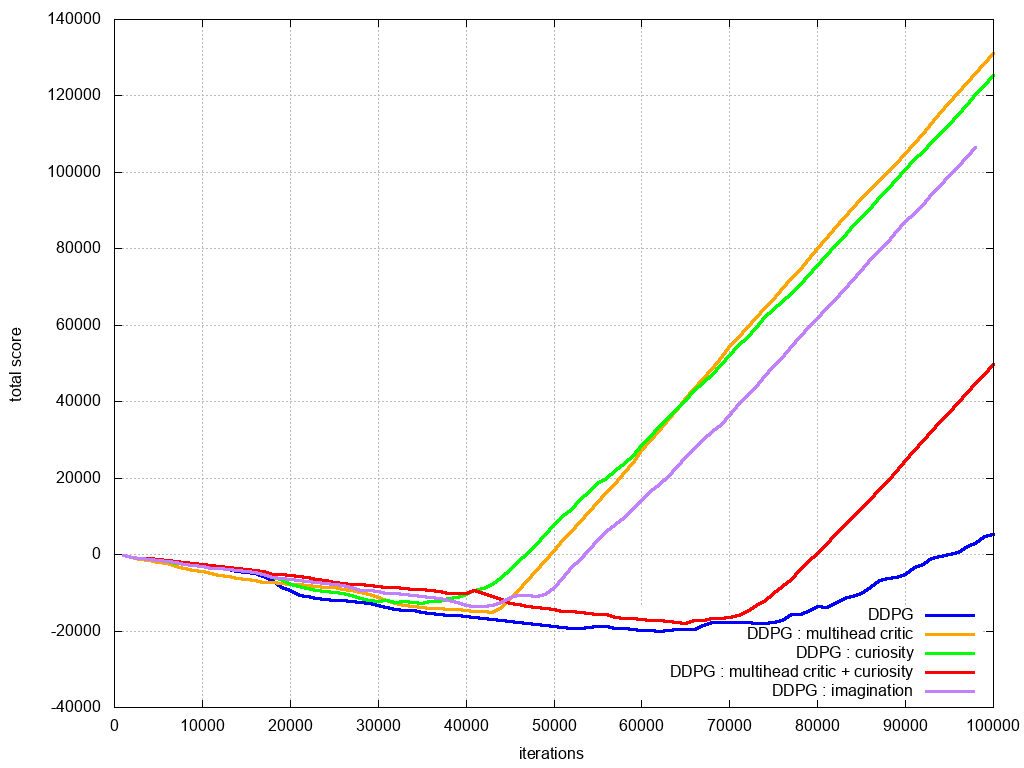 140000
120000
100000
80000
60000
40000
20000
0
-20000
-40000
total score
0 10000 20000 30000 40000 50000 60000 70000 80000 90000 100000
iterations
DDPG
DDPG : multihead critic
DDPG : curiosity
DDPG : multihead critic + curiosity
DDPG : imagination